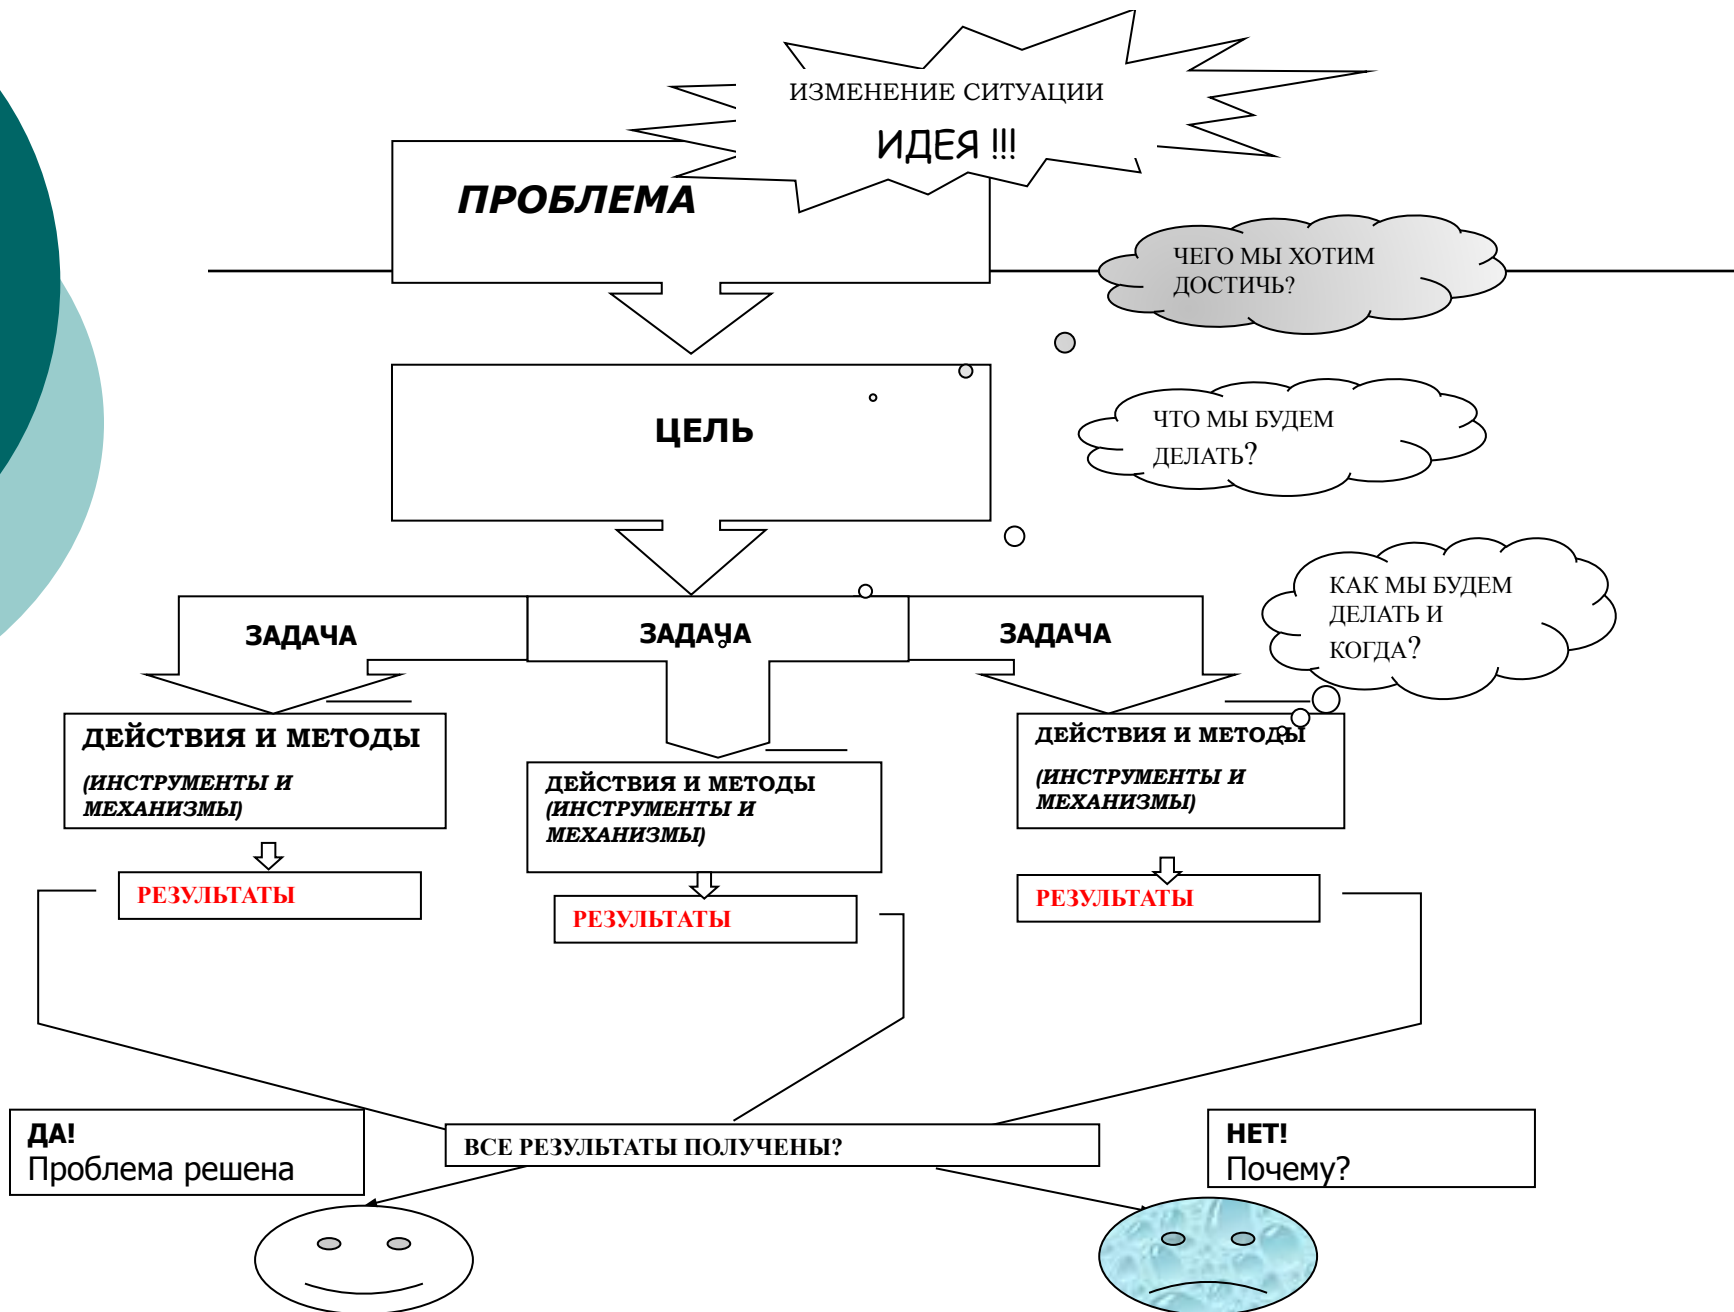 ИЗМЕНЕНИЕ СИТУАЦИИ
ИДЕЯ !!!
ПРОБЛЕМА
ЧЕГО МЫ ХОТИМ
ДОСТИЧЬ?
ЦЕЛЬ
ЧТО МЫ БУДЕМ
ДЕЛАТЬ?
КАК МЫ БУДЕМ
ДЕЛАТЬ И
КОГДА?
ЗАДАЧА
ЗАДАЧА
ЗАДАЧА
ДЕЙСТВИЯ И МЕТОДЫ
(ИНСТРУМЕНТЫ И
МЕХАНИЗМЫ)
ДЕЙСТВИЯ И МЕТОДЫ
(ИНСТРУМЕНТЫ И
МЕХАНИЗМЫ)
ДЕЙСТВИЯ И МЕТОДЫ
(ИНСТРУМЕНТЫ И
МЕХАНИЗМЫ)
РЕЗУЛЬТАТЫ
РЕЗУЛЬТАТЫ
РЕЗУЛЬТАТЫ
ДА!
Проблема решена
ВСЕ РЕЗУЛЬТАТЫ ПОЛУЧЕНЫ?
НЕТ!
Почему?